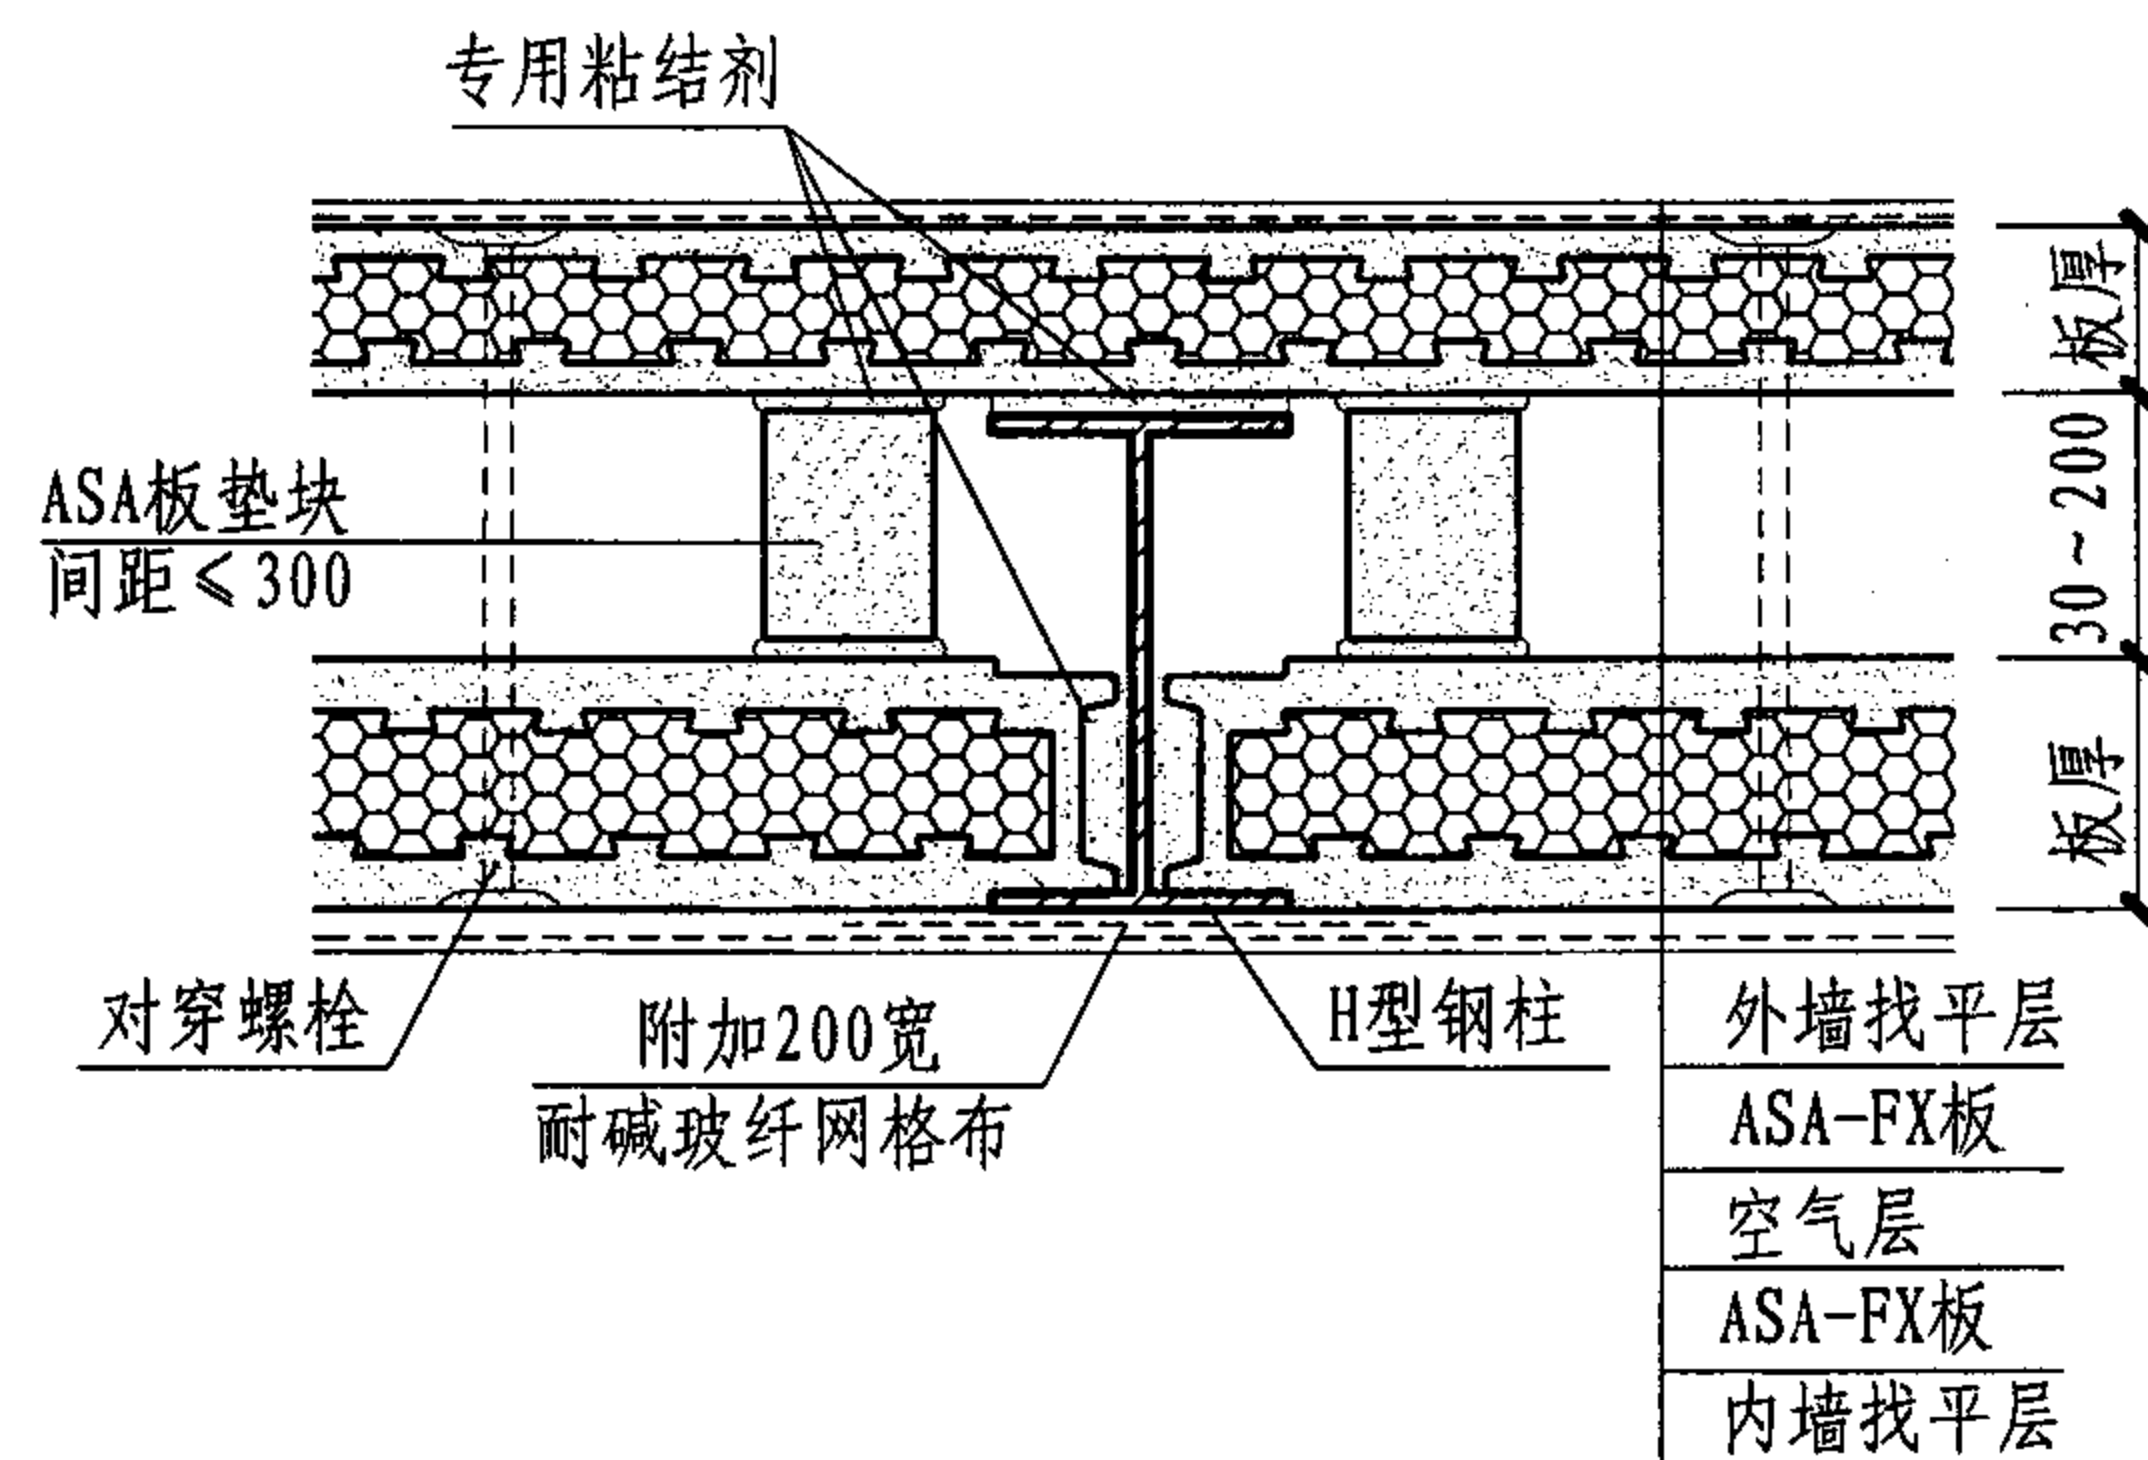 专用粘结剂
板厚
ASA板垫块
间距≤300
30~200
板厚
对穿螺栓
附加200宽
耐碱玻纤网格布
H型钢柱
外墙找平层
ASA-FX板
空气层
ASA-FX板
内墙找平层